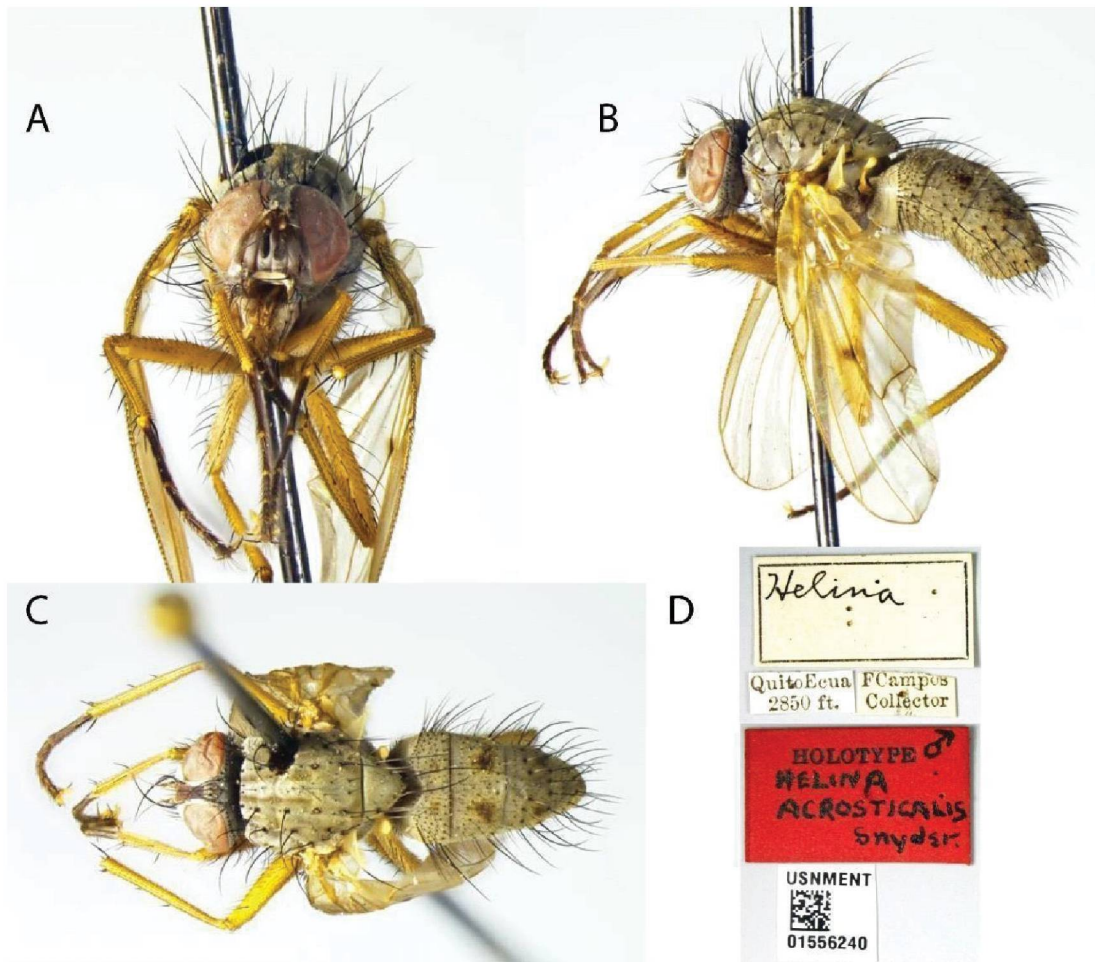 A
B
C
D
Helina
QuitoEcua
2850 ft.
FCampos
Collector
HOLOTYPE ♂
HELINA
ACROSTICALIS
Snyder.
USNMENT
01556240